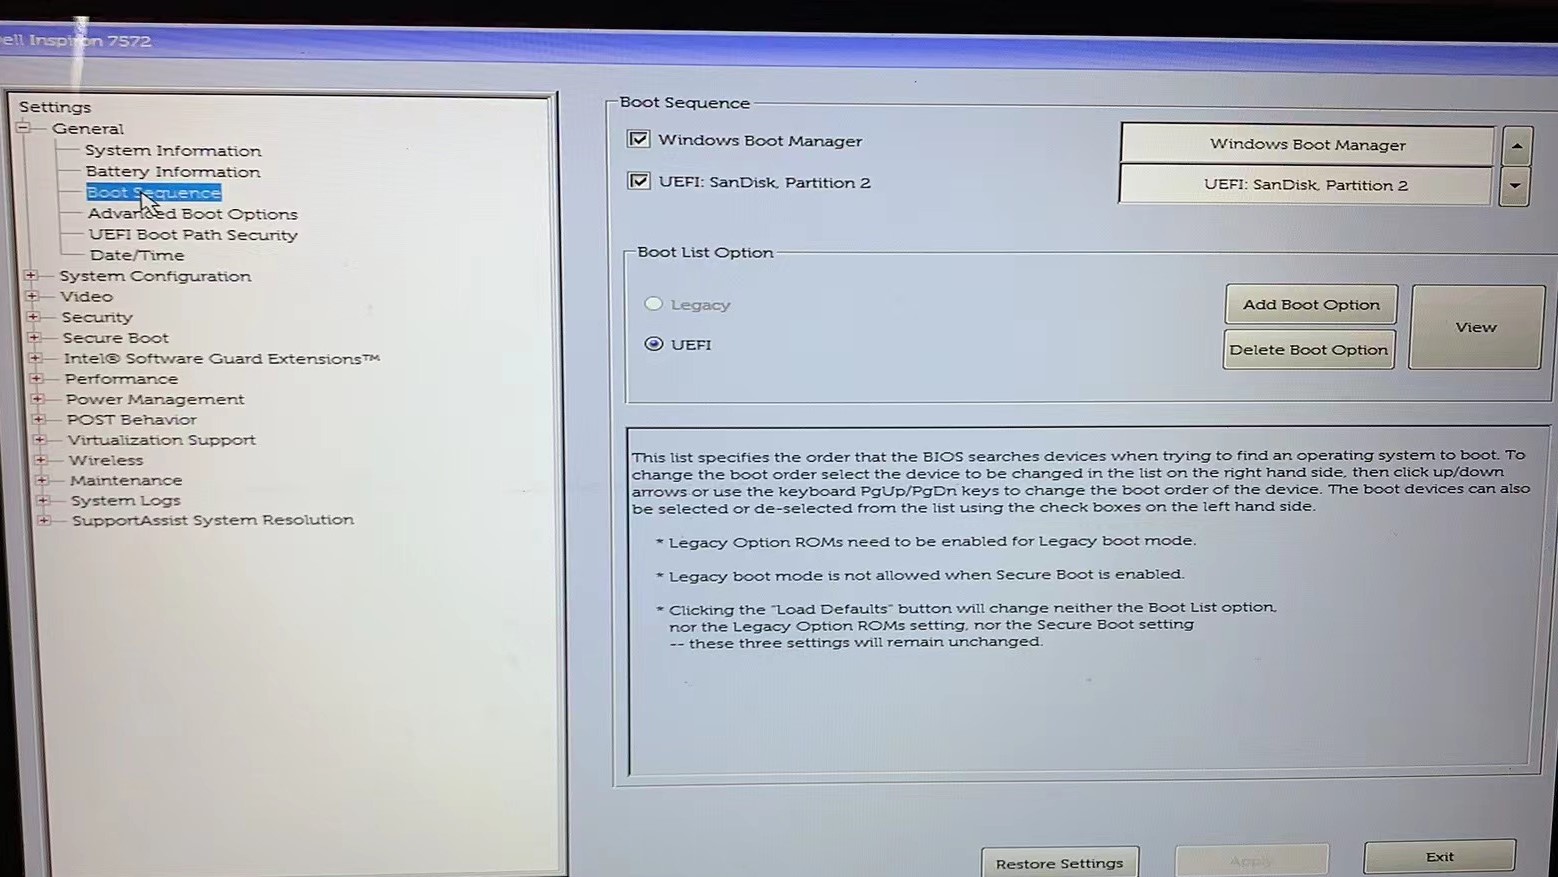 ell Inspiron 7572
Settings
General
System Information
Battery Information
Boot Sequence
Advanced Boot Options
UEFI Boot Path Security
Date/Time
System Configuration
Video
Security
Secure Boot
Intel® Software Guard Extensions™
Performance
Power Management
POST Behavior
Virtualization Support
Wireless
Maintenance
System Logs
SupportAssist System Resolution
Boot Sequence
Windows Boot Manager
UEFI: SanDisk, Partition 2
Windows Boot Manager
UEFI: SanDisk, Partition 2
Boot List Option
Legacy
UEFI
Add Boot Option
Delete Boot Option
View
This list specifies the order that the BIOS searches devices when trying to find an operating system to boot. To
change the boot order select the device to be changed in the list on the right hand side, then click up/down
arrows or use the keyboard PgUp/PgDn keys to change the boot order of the device. The boot devices can also
be selected or de-selected from the list using the check boxes on the left hand side.
* Legacy Option ROMs need to be enabled for Legacy boot mode.
* Legacy boot mode is not allowed when Secure Boot is enabled.
* Clicking the "Load Defaults" button will change neither the Boot List option,
nor the Legacy Option ROMs setting, nor the Secure Boot setting
-- these three settings will remain unchanged.
Restore Settings
Apply
Exit